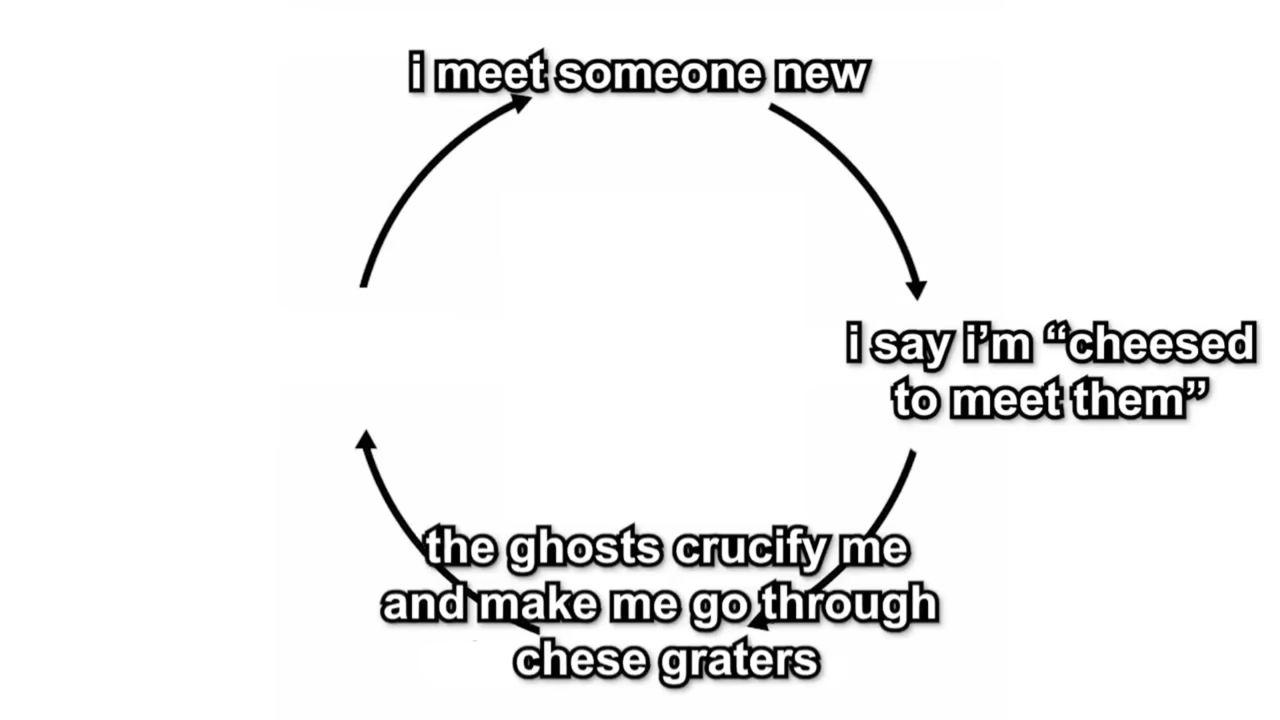 i meet someone new
i say i'm “cheesed
to meet them”
the ghosts crucify me
and make me go through
chese graters